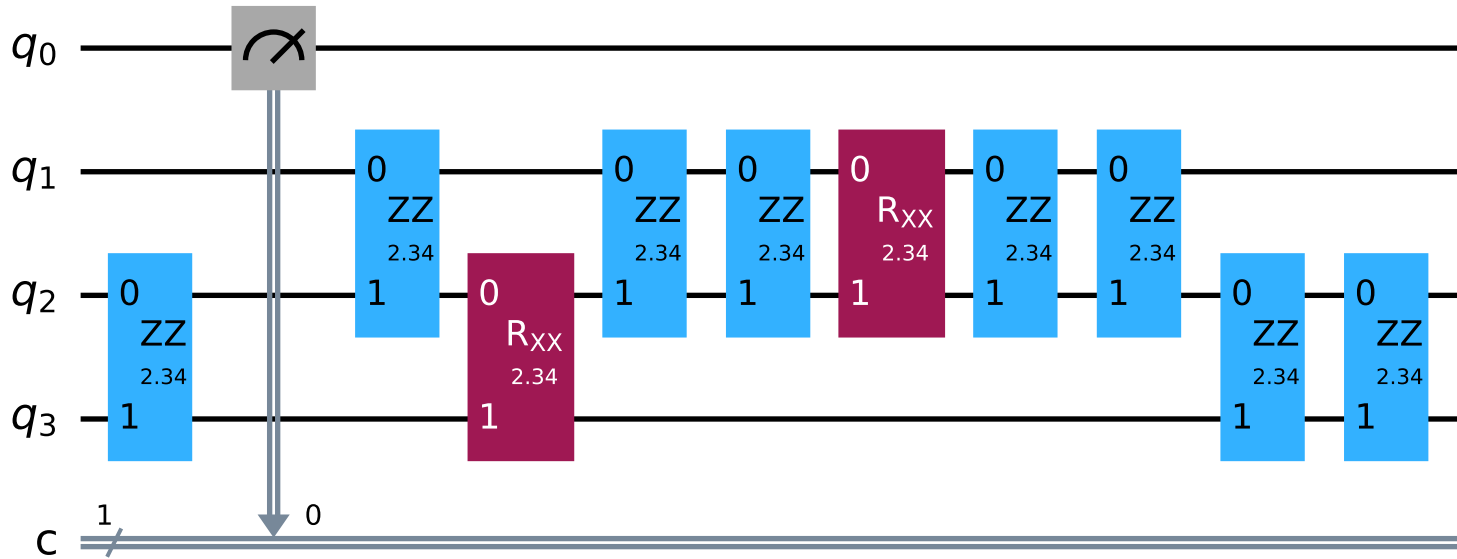 q0
0 0 0 0 0 0
q1
ZZ ZZ ZZ RXX ZZ ZZ
2.34 2.34 2.34 2.34 2.34 2.34
q2
0 1 0 1 1 1 1 1 0 0
ZZ RXX ZZ ZZ
2.34 2.34 2.34 2.34
q3
1 1 1 1
1 0
c